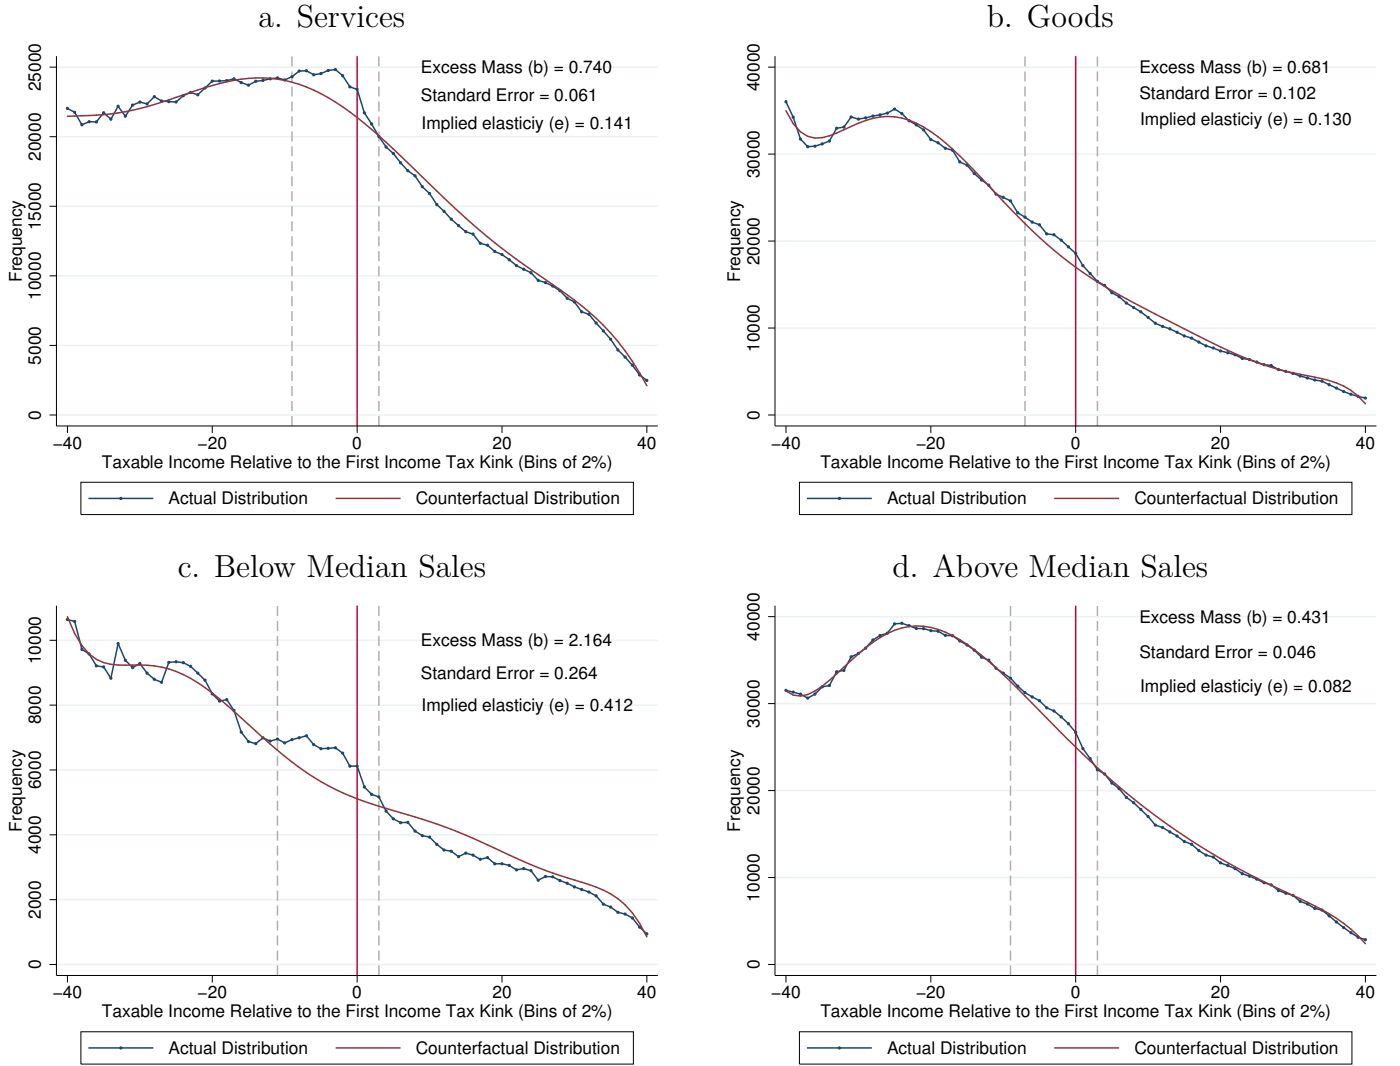 a. Services
25000
20000
15000
10000
5000
0
Frequency
Excess Mass (b) = 0.740
Standard Error = 0.061
Implied elasticiy (e) = 0.141
−40 −20 0 20 40
Taxable Income Relative to the First Income Tax Kink (Bins of 2%)
Actual Distribution Counterfactual Distribution
b. Goods
40000
30000
20000
10000
0
Frequency
Excess Mass (b) = 0.681
Standard Error = 0.102
Implied elasticiy (e) = 0.130
−40 −20 0 20 40
Taxable Income Relative to the First Income Tax Kink (Bins of 2%)
Actual Distribution Counterfactual Distribution
c. Below Median Sales
10000
8000
6000
4000
2000
0
Frequency
Excess Mass (b) = 2.164
Standard Error = 0.264
Implied elasticiy (e) = 0.412
−40 −20 0 20 40
Taxable Income Relative to the First Income Tax Kink (Bins of 2%)
Actual Distribution Counterfactual Distribution
d. Above Median Sales
40000
30000
20000
10000
0
Frequency
Excess Mass (b) = 0.431
Standard Error = 0.046
Implied elasticiy (e) = 0.082
−40 −20 0 20 40
Taxable Income Relative to the First Income Tax Kink (Bins of 2%)
Actual Distribution Counterfactual Distribution